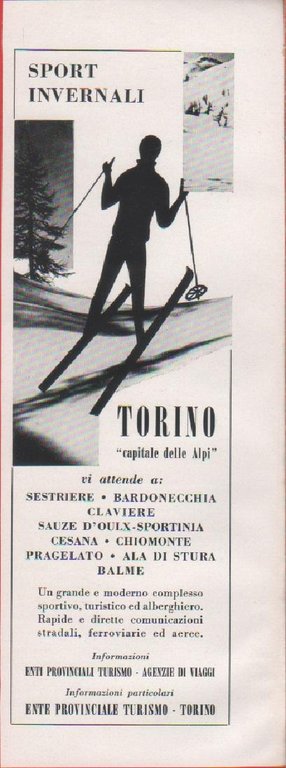 SPORT
INVERNALI
TORINO
"capitale delle Alpi"
vi attende a:
SESTRIERE • BARDONECCHIA
CLAVIERE
SAUZE D'OULX-SPORTINIA
CESANA • CHIOMONTE
PRAGELATO • ALA DI STURA
BALME
Un grande e moderno complesso
sportivo, turistico ed alberghiero.
Rapide e dirette comunicazioni
stradali, ferroviarie ed aeree.
Informazioni
ENTI PROVINCIALI TURISMO - AGENZIE DI VIAGGI
Informazioni particolari
ENTE PROVINCIALE TURISMO - TORINO